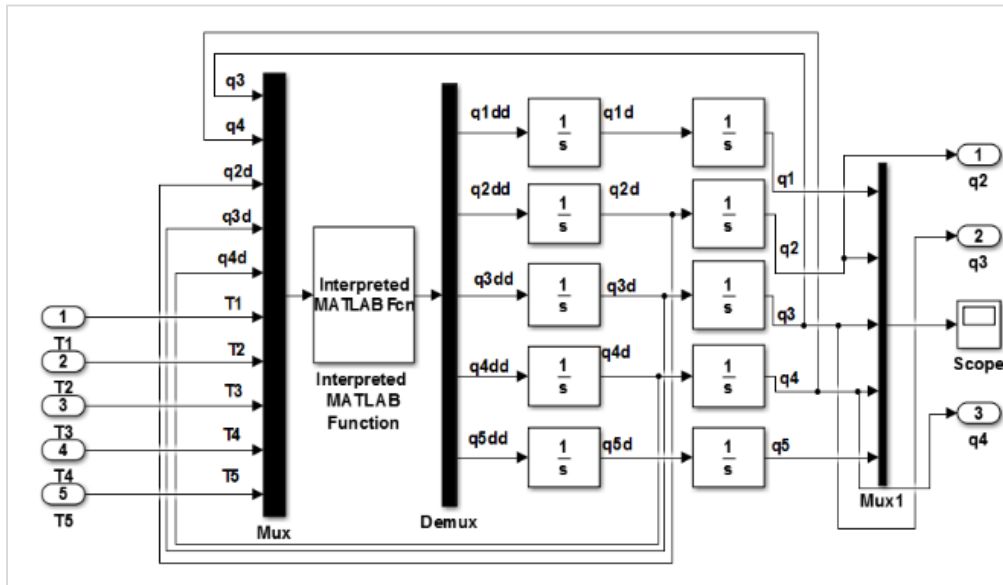 q3
q4
q2d
q3d
q4d
T1
T2
T3
T4
T5
1
T1
2
T2
3
T3
4
T4
5
T5
Mux
Interpreted
MATLAB Fcn
Interpreted
MATLAB
Function
Demux
q1dd
1
s
q1d
1
s
q1
q2dd
1
s
q2d
1
s
q2
q3dd
1
s
q3d
1
s
q3
q4dd
1
s
q4d
1
s
q4
q5dd
1
s
q5d
1
s
q5
Mux1
1
q2
2
q3
Scope
3
q4